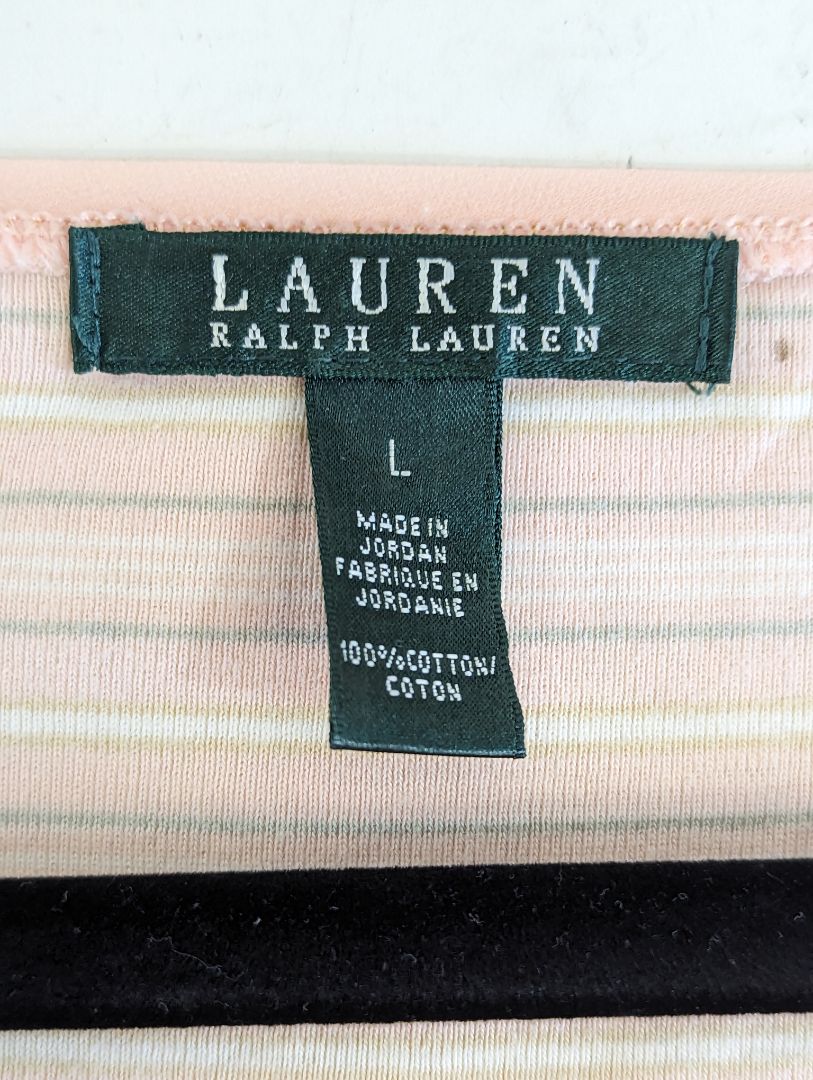 LAUREN
RALPH LAUREN
L
MADE IN
JORDAN
FABRIQUE EN
JORDANIE
100%COTTON/
COTON